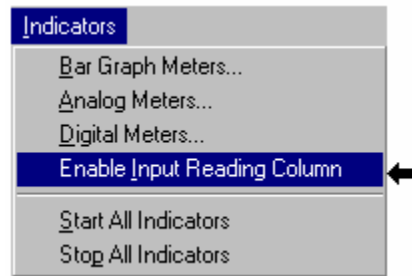 Indicators
Bar Graph Meters...
Analog Meters...
Digital Meters...
Enable Input Reading Column
Start All Indicators
Stop All Indicators